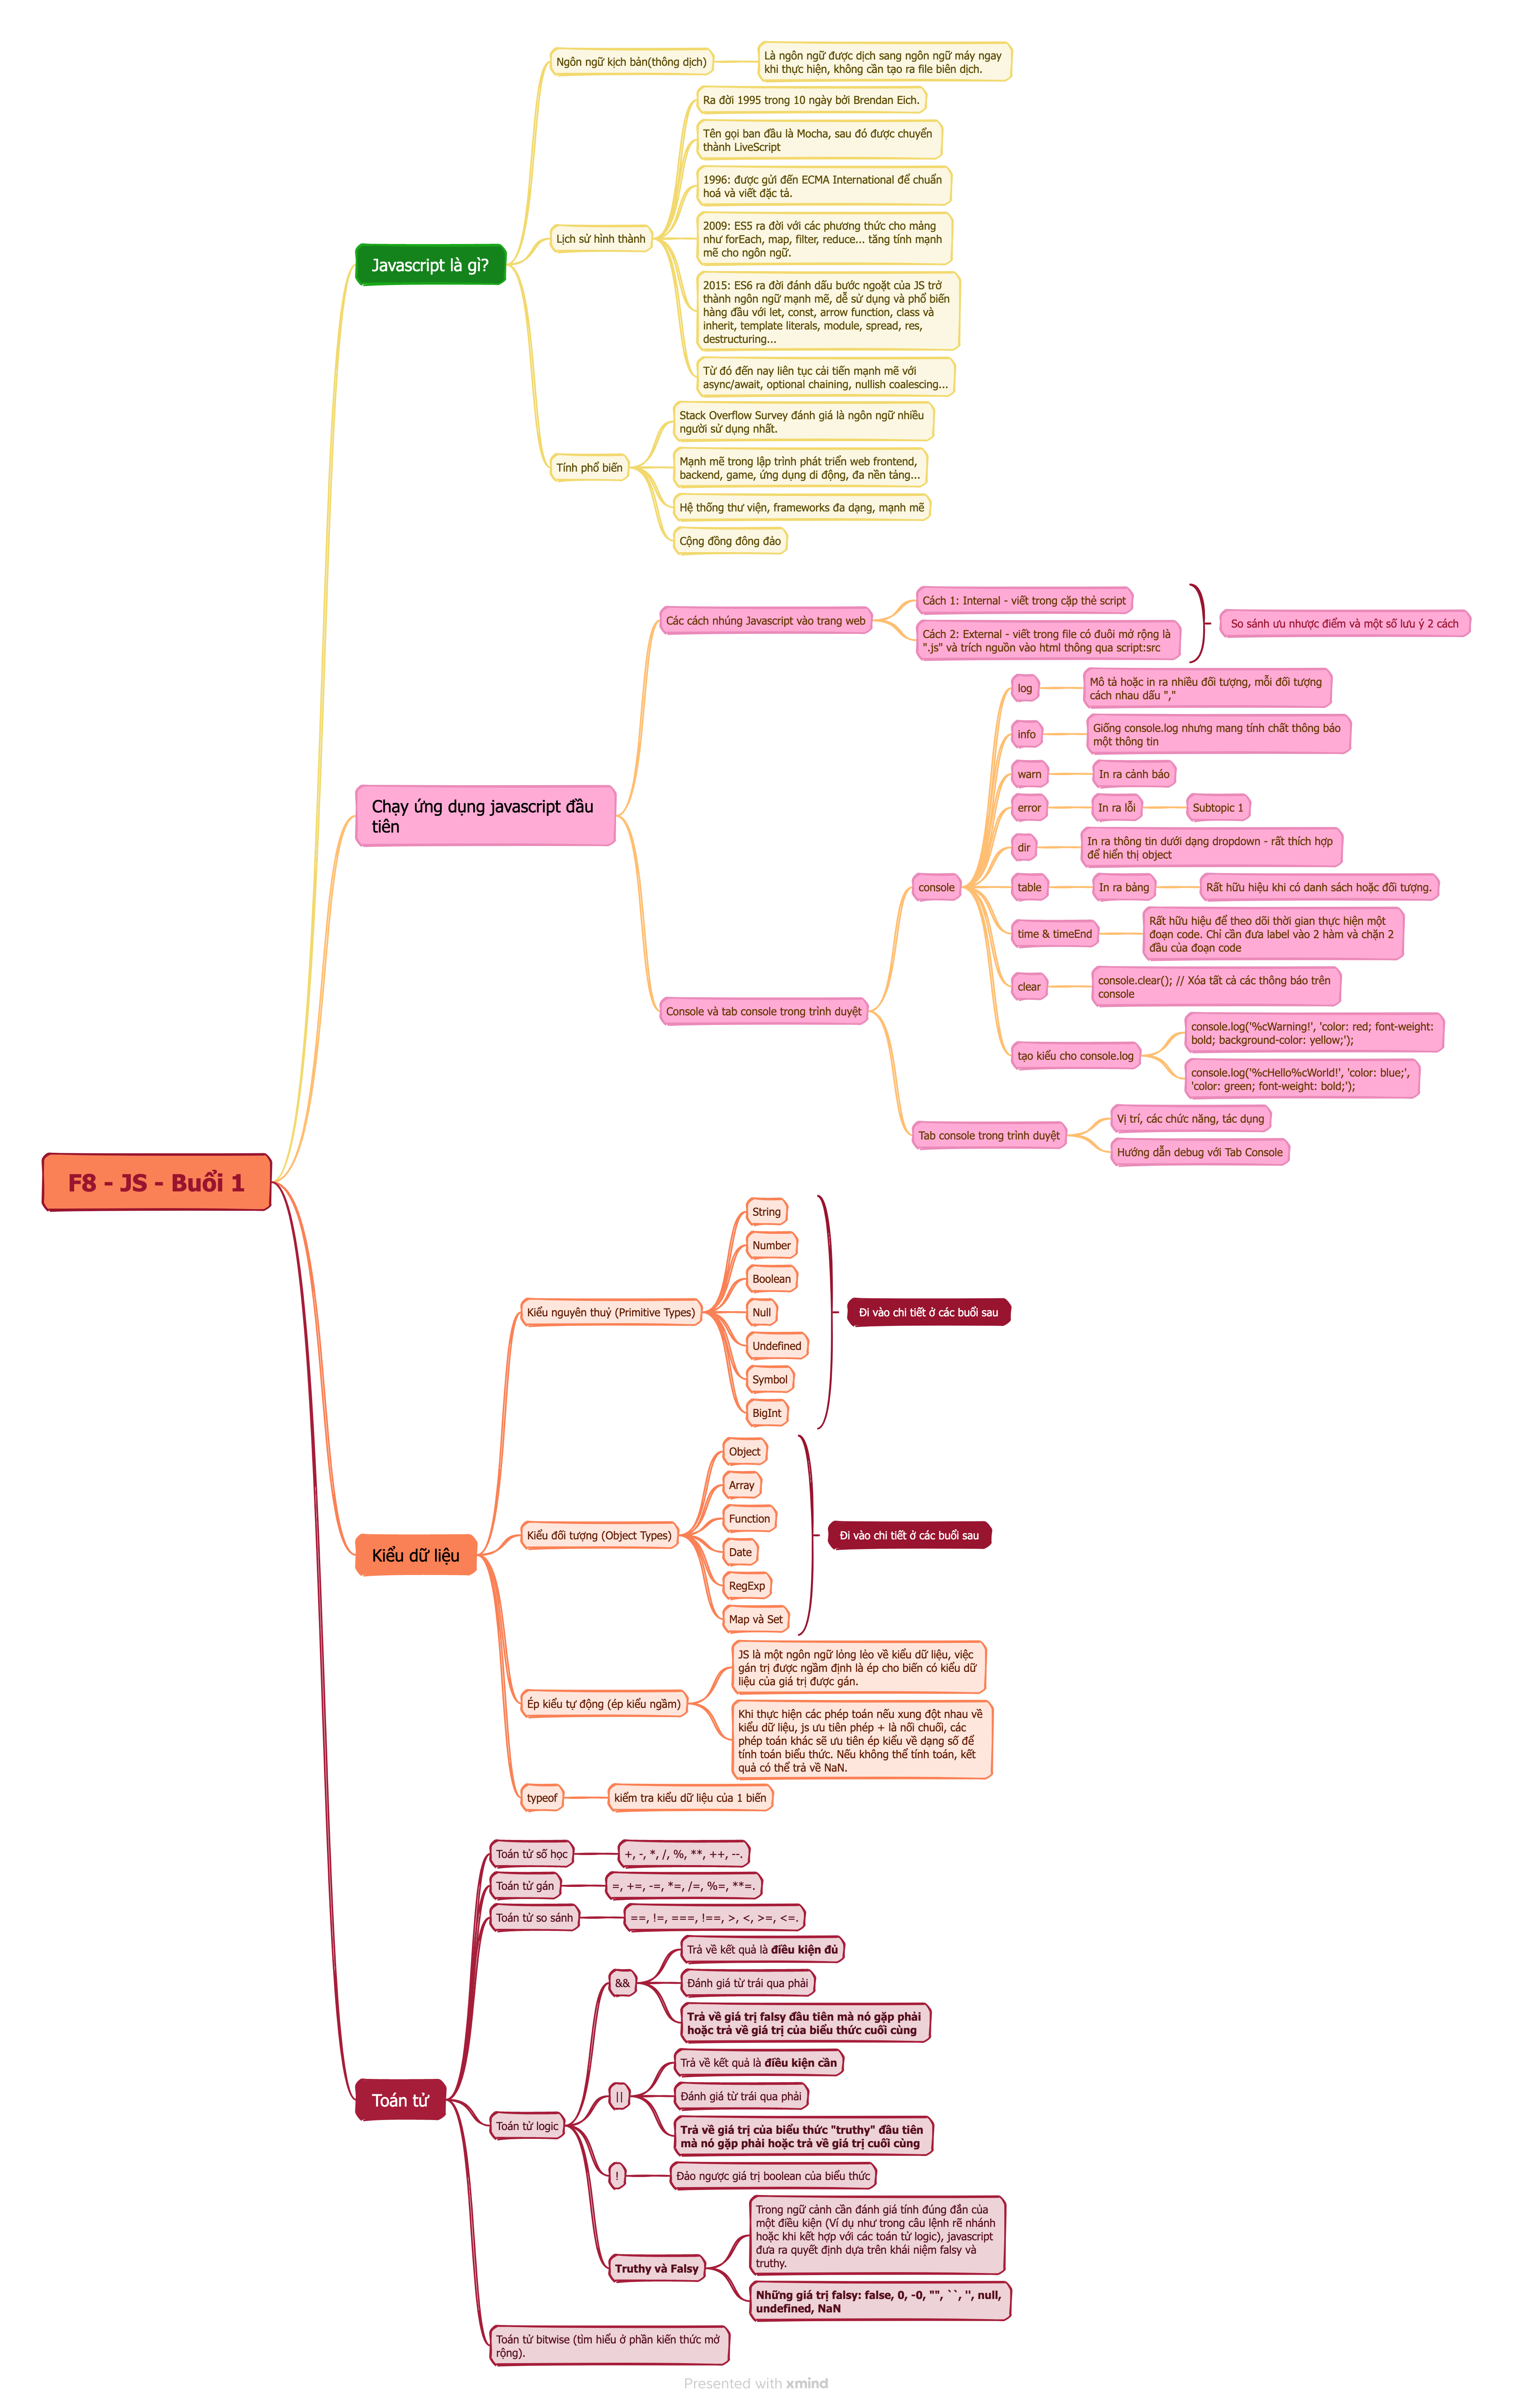 F8 - JS - Buổi 1
Javascript là gì?
Ngôn ngữ kịch bản(thông dịch)
Là ngôn ngữ được dịch sang ngôn ngữ máy ngay
khi thực hiện, không cần tạo ra file biên dịch.
Lịch sử hình thành
Ra đời 1995 trong 10 ngày bởi Brendan Eich.
Tên gọi ban đầu là Mocha, sau đó được chuyển
thành LiveScript
1996: được gửi đến ECMA International để chuẩn
hoá và viết đặc tả.
2009: ES5 ra đời với các phương thức cho mảng
như forEach, map, filter, reduce... tăng tính mạnh
mẽ cho ngôn ngữ.
2015: ES6 ra đời đánh dấu bước ngoặt của JS trở
thành ngôn ngữ mạnh mẽ, dễ sử dụng và phổ biến
hàng đầu với let, const, arrow function, class và
inherit, template literals, module, spread, res,
destructuring...
Từ đó đến nay liên tục cải tiến mạnh mẽ với
async/await, optional chaining, nullish coalescing...
Tính phổ biến
Stack Overflow Survey đánh giá là ngôn ngữ nhiều
người sử dụng nhất.
Mạnh mẽ trong lập trình phát triển web frontend,
backend, game, ứng dụng di động, đa nền tảng...
Hệ thống thư viện, frameworks đa dạng, mạnh mẽ
Cộng đồng đông đảo
Chạy ứng dụng javascript đầu
tiên
Các cách nhúng Javascript vào trang web
Cách 1: Internal - viết trong cặp thẻ script
Cách 2: External - viết trong file có đuôi mở rộng là
".js" và trích nguồn vào html thông qua script:src
So sánh ưu nhược điểm và một số lưu ý 2 cách
Console và tab console trong trình duyệt
console
log
Mô tả hoặc in ra nhiều đối tượng, mỗi đối tượng
cách nhau dấu ","
info
Giống console.log nhưng mang tính chất thông báo
một thông tin
warn
In ra cảnh báo
error
In ra lỗi
Subtopic 1
dir
In ra thông tin dưới dạng dropdown - rất thích hợp
để hiển thị object
table
In ra bảng
Rất hữu hiệu khi có danh sách hoặc đối tượng.
time & timeEnd
Rất hữu hiệu để theo dõi thời gian thực hiện một
đoạn code. Chỉ cần đưa label vào 2 hàm và chặn 2
đầu của đoạn code
clear
console.clear(); // Xóa tất cả các thông báo trên
console
tạo kiểu cho console.log
console.log('%cWarning!', 'color: red; font-weight:
bold; background-color: yellow;');
console.log('%cHello%cWorld!', 'color: blue;',
'color: green; font-weight: bold;');
Tab console trong trình duyệt
Vị trí, các chức năng, tác dụng
Hướng dẫn debug với Tab Console
Kiểu dữ liệu
Kiểu nguyên thuỷ (Primitive Types)
String
Number
Boolean
Null
Undefined
Symbol
BigInt
Đi vào chi tiết ở các buổi sau
Kiểu đối tượng (Object Types)
Object
Array
Function
Date
RegExp
Map và Set
Đi vào chi tiết ở các buổi sau
Ép kiểu tự động (ép kiểu ngầm)
JS là một ngôn ngữ lỏng lẻo về kiểu dữ liệu, việc
gán trị được ngầm định là ép cho biến có kiểu dữ
liệu của giá trị được gán.
Khi thực hiện các phép toán nếu xung đột nhau về
kiểu dữ liệu, js ưu tiên phép + là nối chuỗi, các
phép toán khác sẽ ưu tiên ép kiểu về dạng số để
tính toán biểu thức. Nếu không thể tính toán, kết
quả có thể trả về NaN.
typeof
kiểm tra kiểu dữ liệu của 1 biến
Toán tử
Toán tử số học
+, -, *, /, %, **, ++, --.
Toán tử gán
=, +=, -=, *=, /=, %=, **=.
Toán tử so sánh
==, !=, ===, !==, >, <, >=, <=.
Toán tử logic
&&
Trả về kết quả là điều kiện đủ
Đánh giá từ trái qua phải
Trả về giá trị falsy đầu tiên mà nó gặp phải
hoặc trả về giá trị của biểu thức cuối cùng
||
Trả về kết quả là điều kiện cần
Đánh giá từ trái qua phải
Trả về giá trị của biểu thức "truthy" đầu tiên
mà nó gặp phải hoặc trả về giá trị cuối cùng
!
Đảo ngược giá trị boolean của biểu thức
Truthy và Falsy
Trong ngữ cảnh cần đánh giá tính đúng đắn của
một điều kiện (Ví dụ như trong câu lệnh rẽ nhánh
hoặc khi kết hợp với các toán tử logic), javascript
đưa ra quyết định dựa trên khái niệm falsy và
truthy.
Những giá trị falsy: false, 0, -0, "", ``, '', null,
undefined, NaN
Toán tử bitwise (tìm hiểu ở phần kiến thức mở
rộng).
Presented with xmind